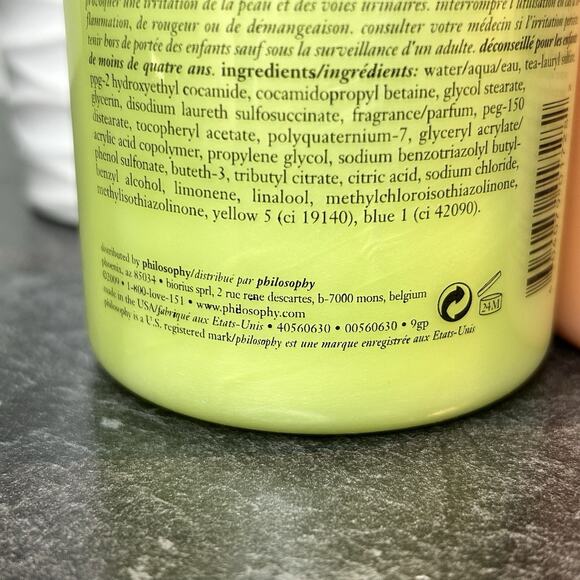 provoquer une irritation de la peau et des voies urinaires. interrompre l'utilisation en cas
flammation, de rougeur ou de démangeaison. consulter votre médecin si l'irritation persiste.
tenir hors de portée des enfants sauf sous la surveillance d'un adulte. déconseillé pour les enfants
de moins de quatre ans. ingredients/ingrédients: water/aqua/eau, tea-lauryl sulfate,
ppg-2 hydroxyethyl cocamide, cocamidopropyl betaine, glycol stearate,
glycerin, disodium laureth sulfosuccinate, fragrance/parfum, peg-150
distearate, tocopheryl acetate, polyquaternium-7, glyceryl acrylate/
acrylic acid copolymer, propylene glycol, sodium benzotriazolyl butyl-
phenol sulfonate, buteth-3, tributyl citrate, citric acid, sodium chloride,
benzyl alcohol, limonene, linalool, methylchloroisothiazolinone,
methylisothiazolinone, yellow 5 (ci 19140), blue 1 (ci 42090).
distributed by philosophy/distribué par philosophy
phoenix, az 85034 • biorius sprl, 2 rue rene descartes, b-7000 mons, belgium
©2009 • 1-800-love-151 • www.philosophy.com
made in the USA/fabriqué aux Etats-Unis • 40560630 • 00560630 • 9gp
philosophy is a U.S. registered mark/philosophy est une marque enregistrée aux Etats-Unis
24M